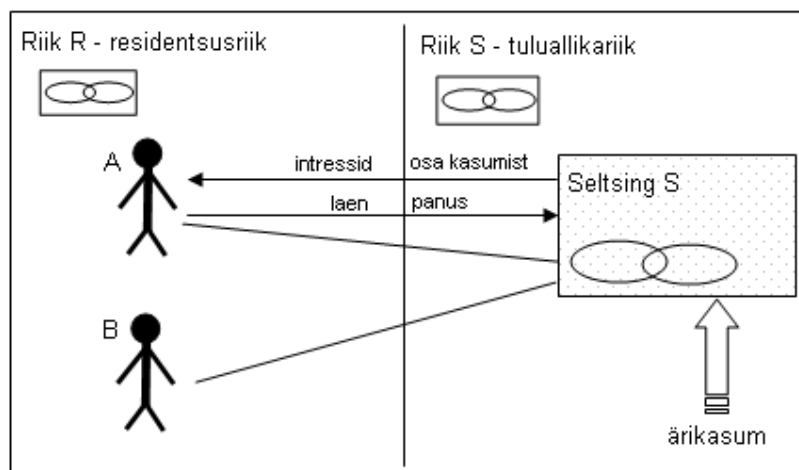 Riik R - residentsusriik
Riik S - tuluallikariik
A
intressid
osa kasumist
laen
panus
Seltsing S
B
ärikasum